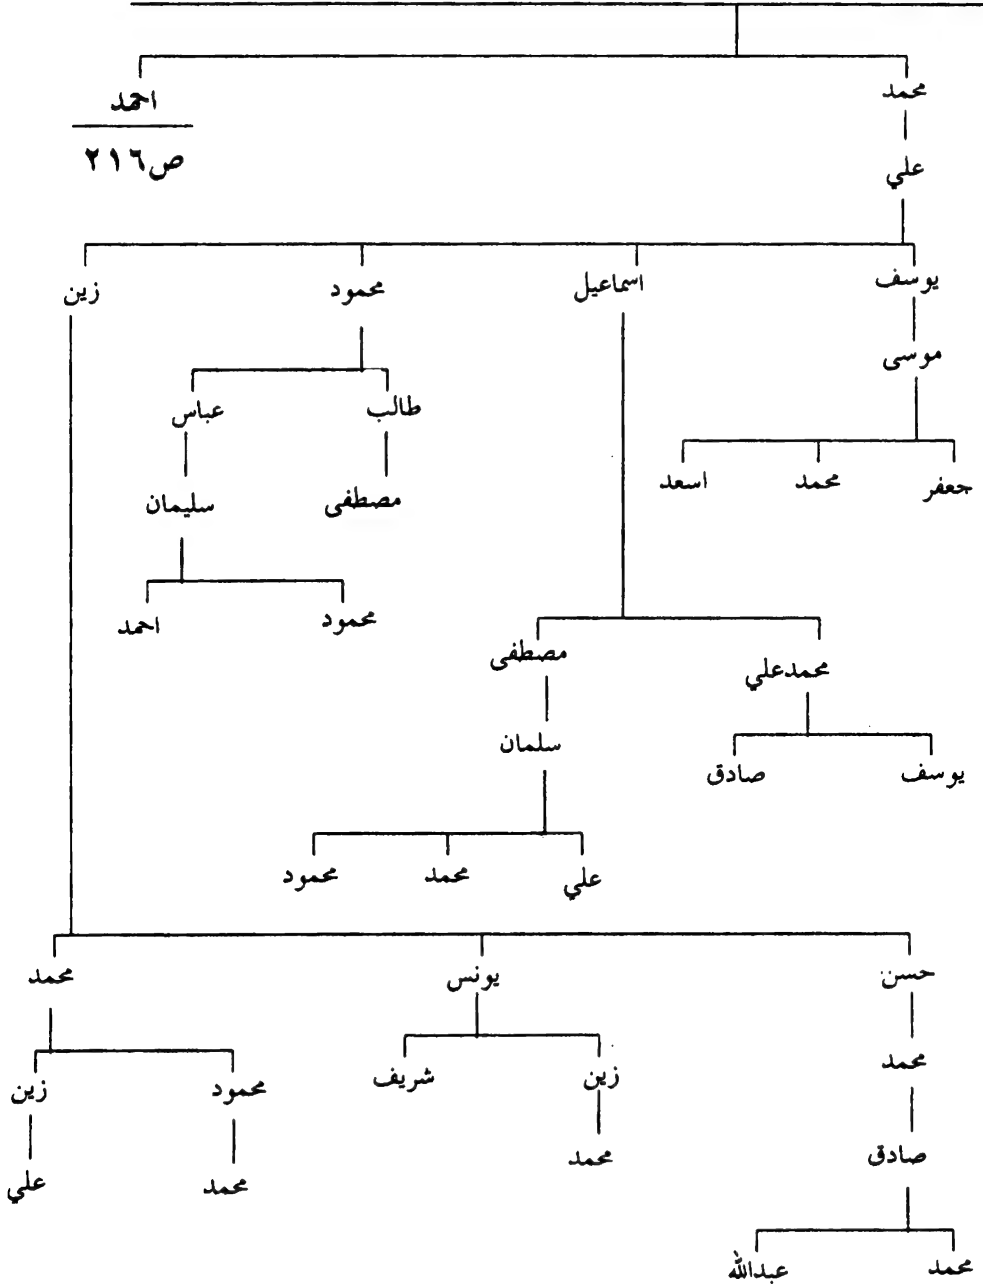 محمد احمد
ص٢١٦
علي
يوسف اسماعيل محمود زين
موسى
طالب عباس
جعفر محمد اسعد
مصطفى سليمان
محمود احمد
محمدعلي مصطفى
سلمان
يوسف صادق
علي محمد محمود
حسن يونس محمد
محمد
زين شريف محمود زين
صادق
محمد محمد علي
محمد عبدالله